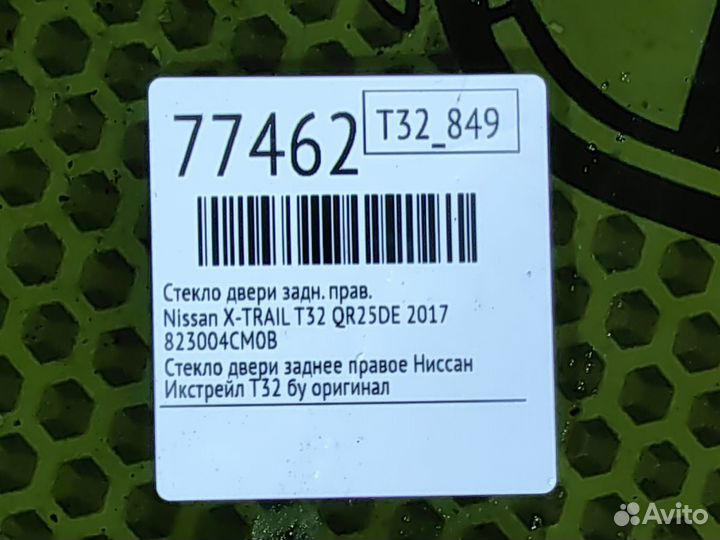 77462
T32_849
Стекло двери задн. прав.
Nissan X-TRAIL T32 QR25DE 2017
823004CM0B
Стекло двери заднее правое Ниссан
Икстрейл Т32 бу оригинал
Avito